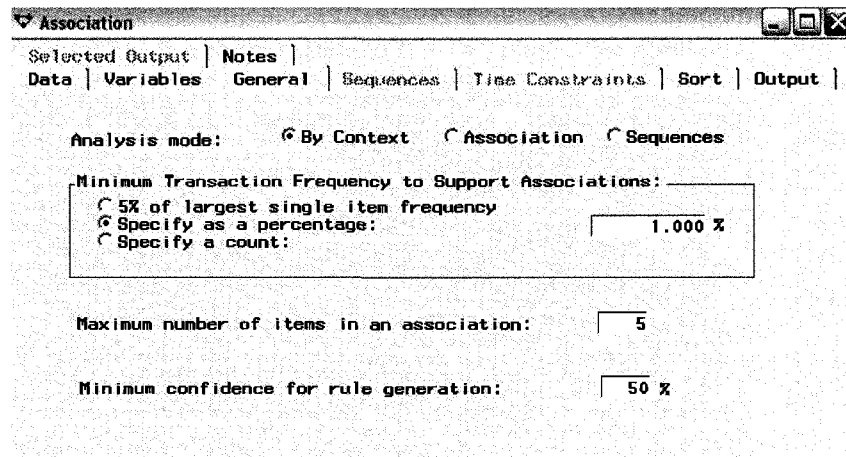 Association
Selected Output Notes
Data Variables General Sequences Time Constraints Sort Output
Analysis mode: By Context Association Sequences
Minimum Transaction Frequency to Support Associations:
5% of largest single item frequency
Specify as a percentage: 1.000 %
Specify a count:
Maximum number of items in an association: 5
Minimum confidence for rule generation: 50 %